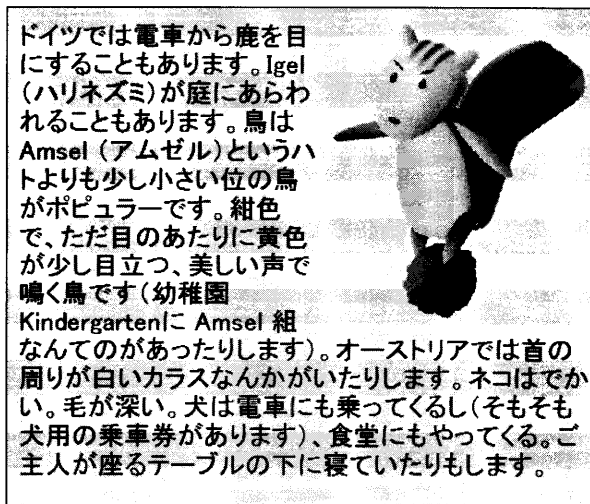 ドイツでは電車から鹿を目
にすることもあります。Igel
(ハリネズミ)が庭にあらわ
れることもあります。鳥は
Amsel (アムゼル)というハ
トよりも少し小さい位の鳥
がポピュラーです。紺色
で、ただ目のあたりに黄色
が少し目立つ、美しい声で
鳴く鳥です(幼稚園
Kindergartenに Amsel 組
なんてのがあったりします)。オーストリアでは首の
周りが白いカラスなんかがいたりします。ネコはでか
い。毛が深い。犬は電車にも乗ってくるし(そもそも
犬用の乗車券があります)、食堂にもやってくる。ご
主人が座るテーブルの下に寝ていたりもします。